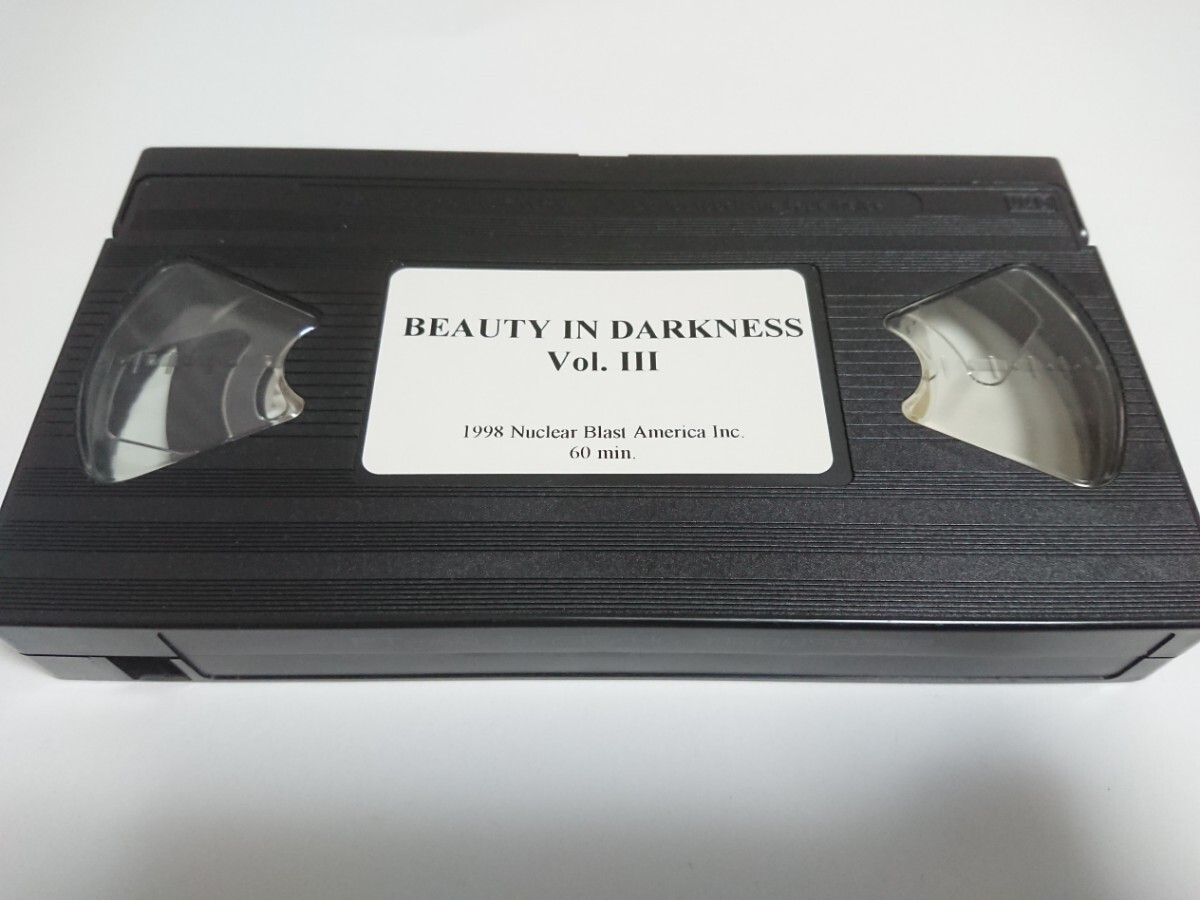 BEAUTY IN DARKNESS
Vol. III
1998 Nuclear Blast America Inc.
60 min.